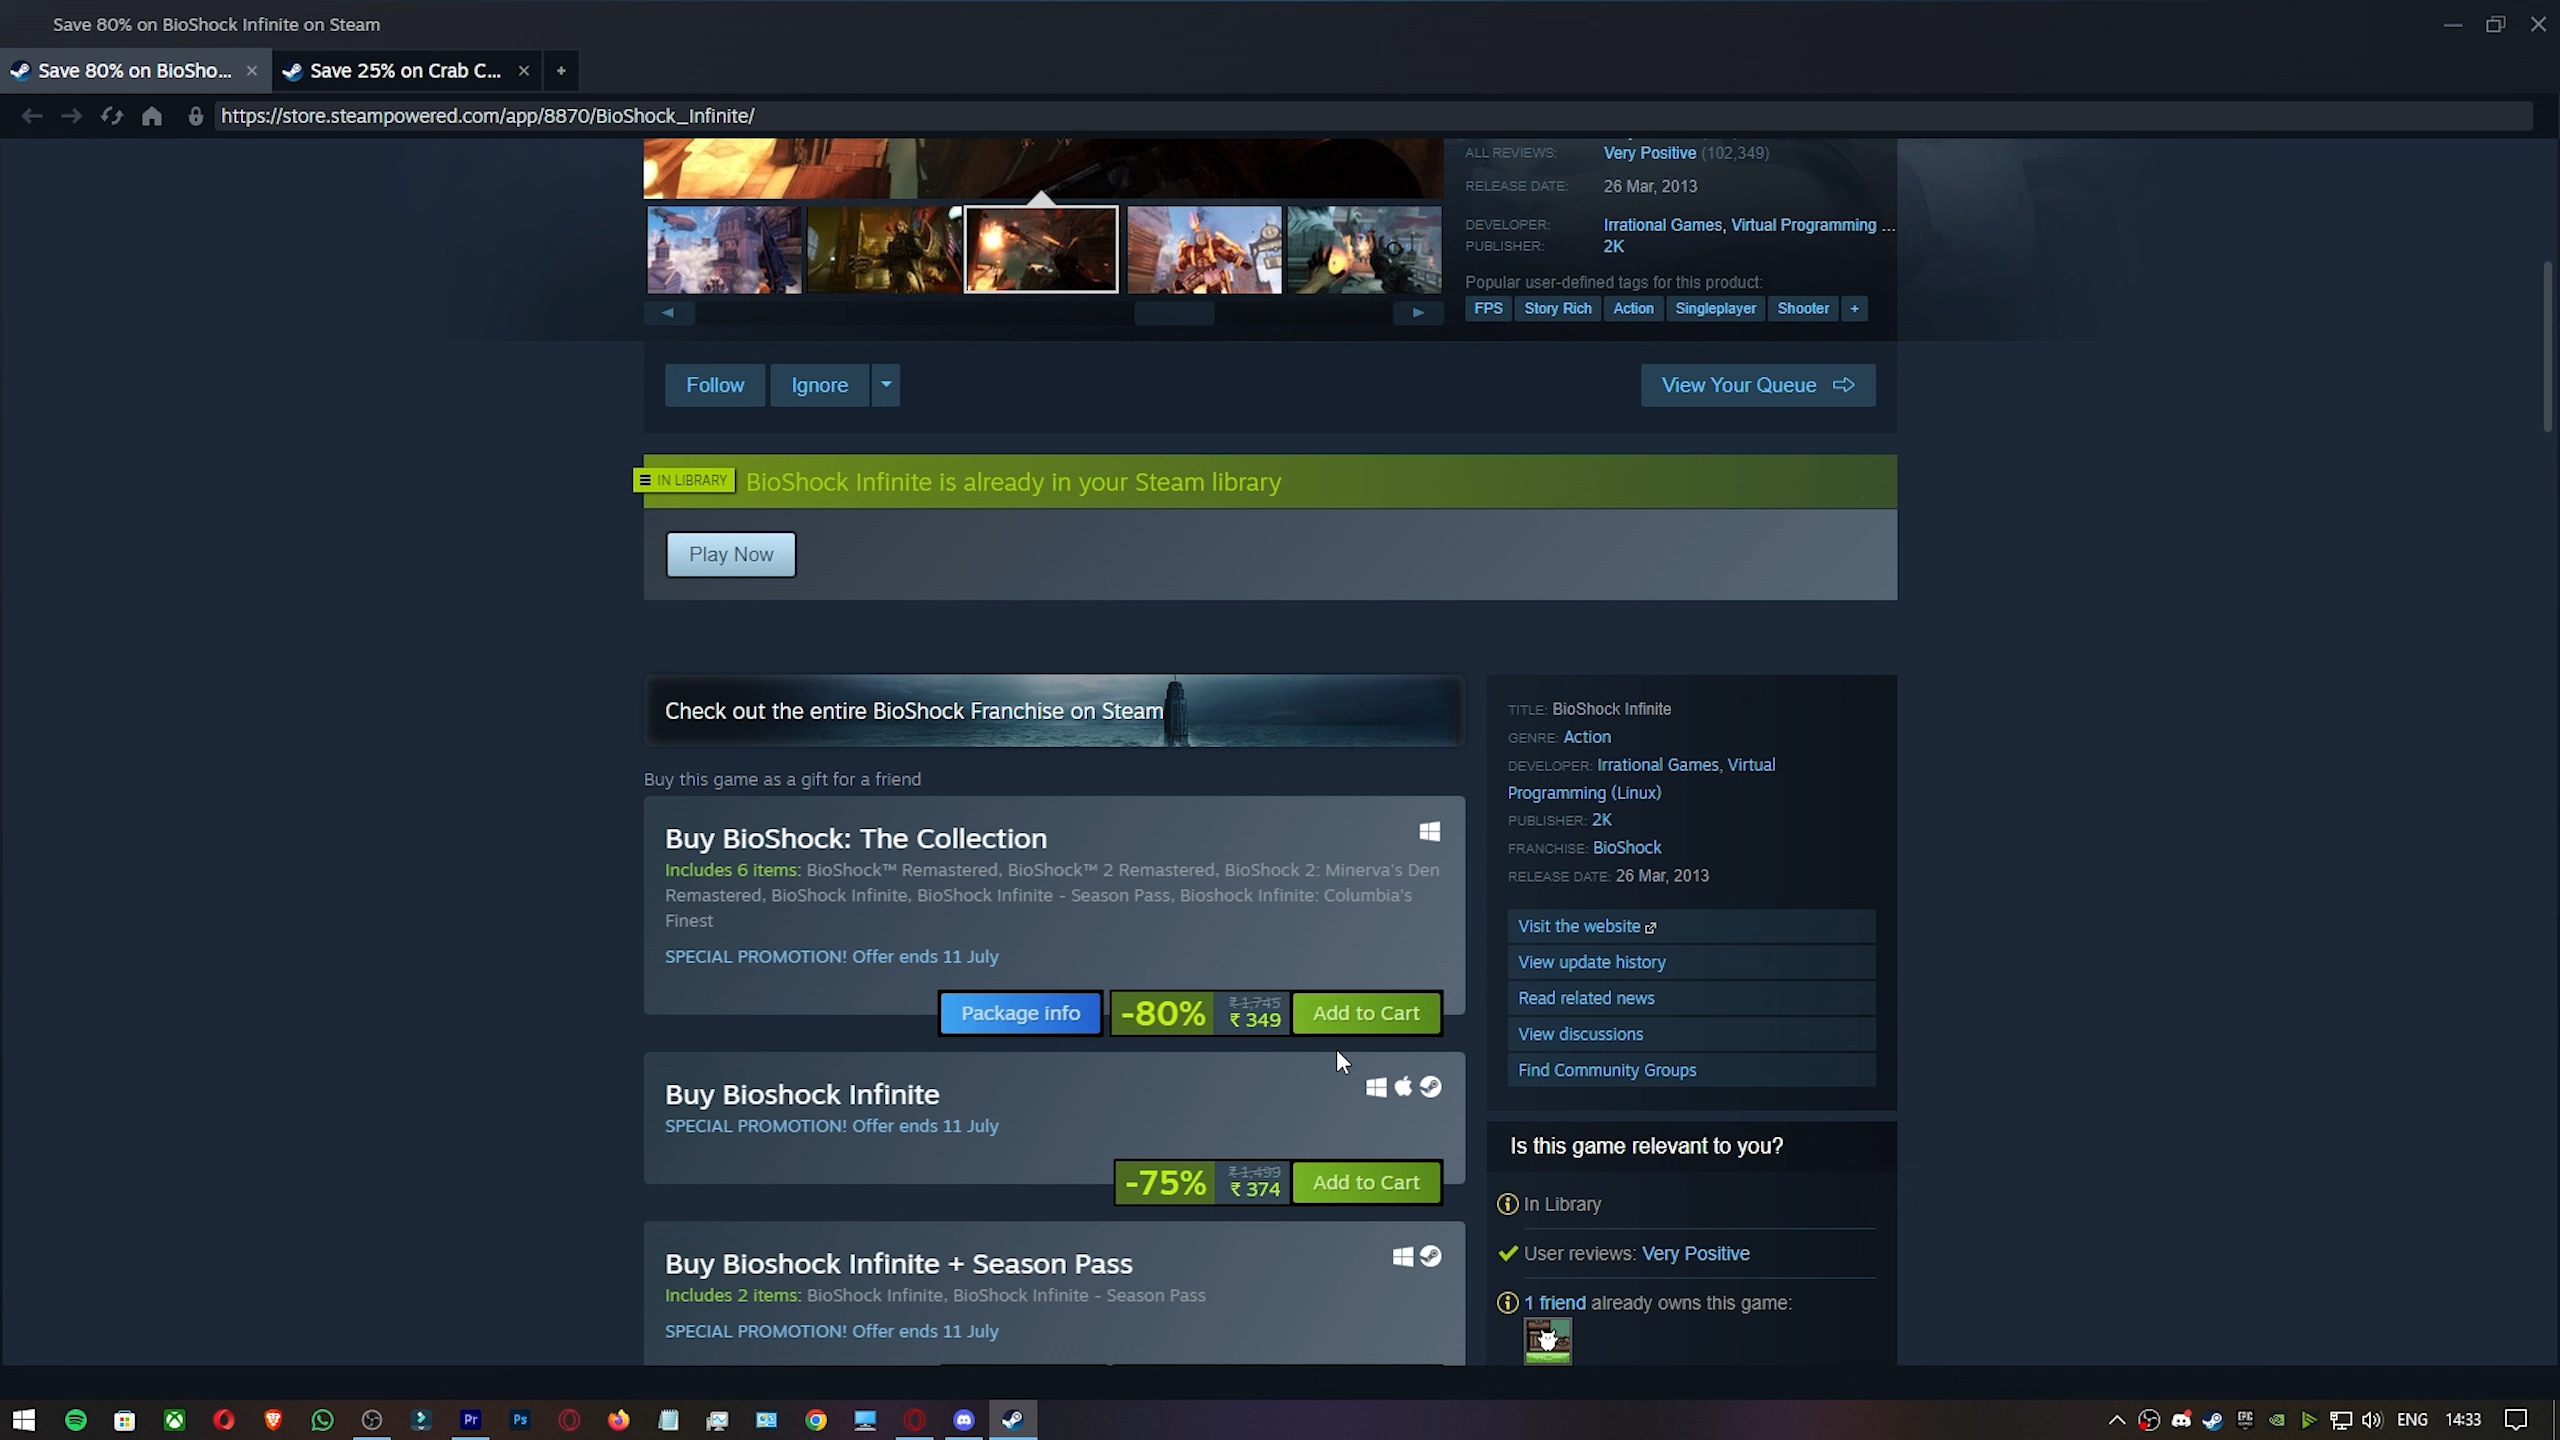 Save 80% on BioShock Infinite on Steam
Save 80% on BioSho...
Save 25% on Crab C...
https://store.steampowered.com/app/8870/BioShock_Infinite/
ALL REVIEWS: Very Positive (102,349)
RELEASE DATE: 26 Mar, 2013
DEVELOPER: Irrational Games, Virtual Programming ...
PUBLISHER: 2K
Popular user-defined tags for this product:
FPS Story Rich Action Singleplayer Shooter +
Follow
Ignore
View Your Queue
IN LIBRARY
BioShock Infinite is already in your Steam library
Play Now
Check out the entire BioShock Franchise on Steam
Buy this game as a gift for a friend
Buy BioShock: The Collection
Includes 6 items: BioShock™ Remastered, BioShock™ 2 Remastered, BioShock 2: Minerva's Den
Remastered, BioShock Infinite, BioShock Infinite - Season Pass, Bioshock Infinite: Columbia's
Finest
SPECIAL PROMOTION! Offer ends 11 July
Package info
-80%
₹ 1,745
₹ 349
Add to Cart
Buy Bioshock Infinite
SPECIAL PROMOTION! Offer ends 11 July
-75%
₹ 1,499
₹ 374
Add to Cart
Buy Bioshock Infinite + Season Pass
Includes 2 items: BioShock Infinite, BioShock Infinite - Season Pass
SPECIAL PROMOTION! Offer ends 11 July
TITLE: BioShock Infinite
GENRE: Action
DEVELOPER: Irrational Games, Virtual
Programming (Linux)
PUBLISHER: 2K
FRANCHISE: BioShock
RELEASE DATE: 26 Mar, 2013
Visit the website
View update history
Read related news
View discussions
Find Community Groups
Is this game relevant to you?
In Library
User reviews: Very Positive
1 friend already owns this game:
Pr
Ps
EPIC
ENG
14:33